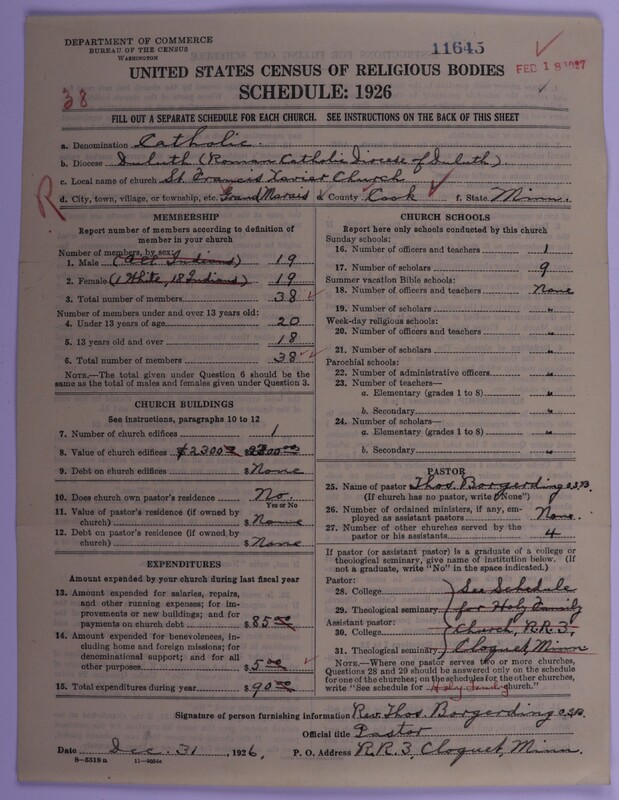 DEPARTMENT OF COMMERCE
BUREAU OF THE CENSUS
WASHINGTON
11645
FEB 18 1927
38
UNITED STATES CENSUS OF RELIGIOUS BODIES
SCHEDULE: 1926
FILL OUT A SEPARATE SCHEDULE FOR EACH CHURCH. SEE INSTRUCTIONS ON THE BACK OF THIS SHEET
a. Denomination Catholic.
b. Diocese Duluth (Roman Catholic Diocese of Duluth).
c. Local name of church St. Francis Xavier Church
R
d. City, town, village, or township, etc. Grand Marais e. County Cook f. State Minn.
MEMBERSHIP
Report number of members according to definition of
member in your church
Number of members, by sex:
1. Male (all Indians) 19
2. Female (1 White, 18 Indians) 19
3. Total number of members 38
Number of members under and over 13 years old:
4. Under 13 years of age 20
5. 13 years old and over 18
6. Total number of members 38
NOTE.—The total given under Question 6 should be the
same as the total of males and females given under Question 3.
CHURCH BUILDINGS
See instructions, paragraphs 10 to 12
7. Number of church edifices 1
8. Value of church edifices $2300.00 2300.00
9. Debt on church edifices $None
10. Does church own pastor's residence No.
Yes or No
11. Value of pastor's residence (if owned by
church) $None
12. Debt on pastor's residence (if owned by
church) $None
EXPENDITURES
Amount expended by your church during last fiscal year
13. Amount expended for salaries, repairs,
and other running expenses; for im-
provements or new buildings; and for
payments on church debt $85.00
14. Amount expended for benevolences, in-
cluding home and foreign missions; for
denominational support; and for all
other purposes $5.00
15. Total expenditures during year $90.00
CHURCH SCHOOLS
Report here only schools conducted by this church
Sunday schools:
16. Number of officers and teachers 1
17. Number of scholars 9
Summer vacation Bible schools:
18. Number of officers and teachers None
19. Number of scholars "
Week-day religious schools:
20. Number of officers and teachers "
21. Number of scholars "
Parochial schools:
22. Number of administrative officers "
23. Number of teachers—
a. Elementary (grades 1 to 8) "
b. Secondary "
24. Number of scholars—
a. Elementary (grades 1 to 8) "
b. Secondary "
PASTOR
25. Name of pastor Thos. Borgerding O.S.B.
(If church has no pastor, write "None")
26. Number of ordained ministers, if any, em-
ployed as assistant pastors None.
27. Number of other churches served by the
pastor or his assistants 4
If pastor (or assistant pastor) is a graduate of a college or
theological seminary, give name of institution below. (If
not a graduate, write "No" in the space indicated.)
Pastor:
28. College See Schedule
29. Theological seminary for Holy Family
Assistant pastor:
30. College Church, R.R.3,
31. Theological seminary Cloquet, Minn
NOTE.—Where one pastor serves two or more churches,
Questions 28 and 29 should be answered only on the schedule
for one of the churches; on the schedules for the other churches,
write "See schedule for Holy Family church."
Signature of person furnishing information Rev. Thos. Borgerding O.S.B.
Official title Pastor
Date Dec. 31, 1926. P. O. Address R.R.3, Cloquet, Minn.
8—5318a